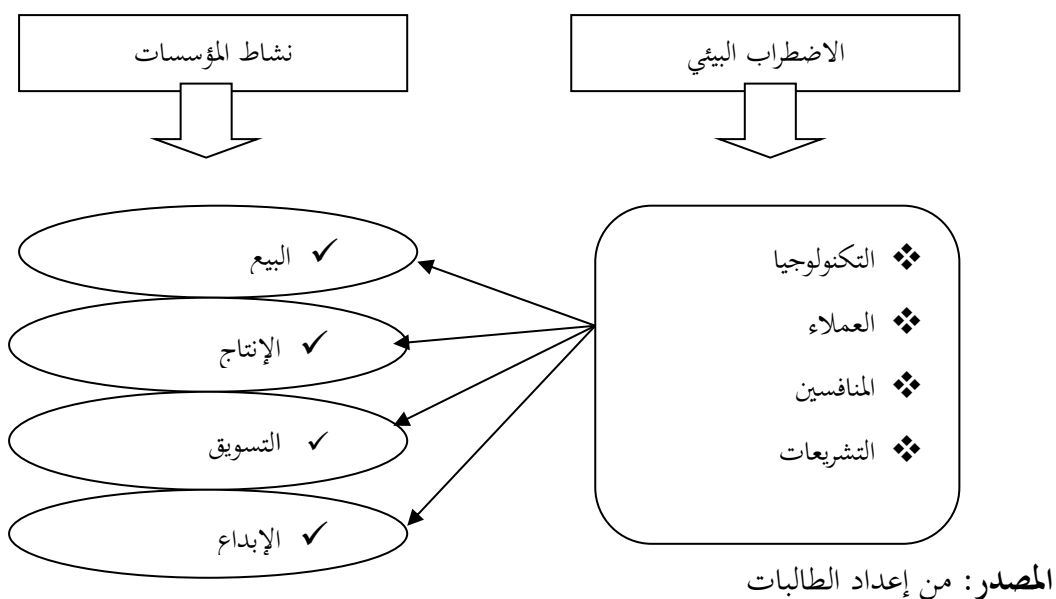 الاضطراب البيئي
نشاط المؤسسات
❖ التكنولوجيا
❖ العملاء
❖ المنافسين
❖ التشريعات
✓ البيع
✓ الإنتاج
✓ التسويق
✓ الإبداع
المصدر: من إعداد الطالبات